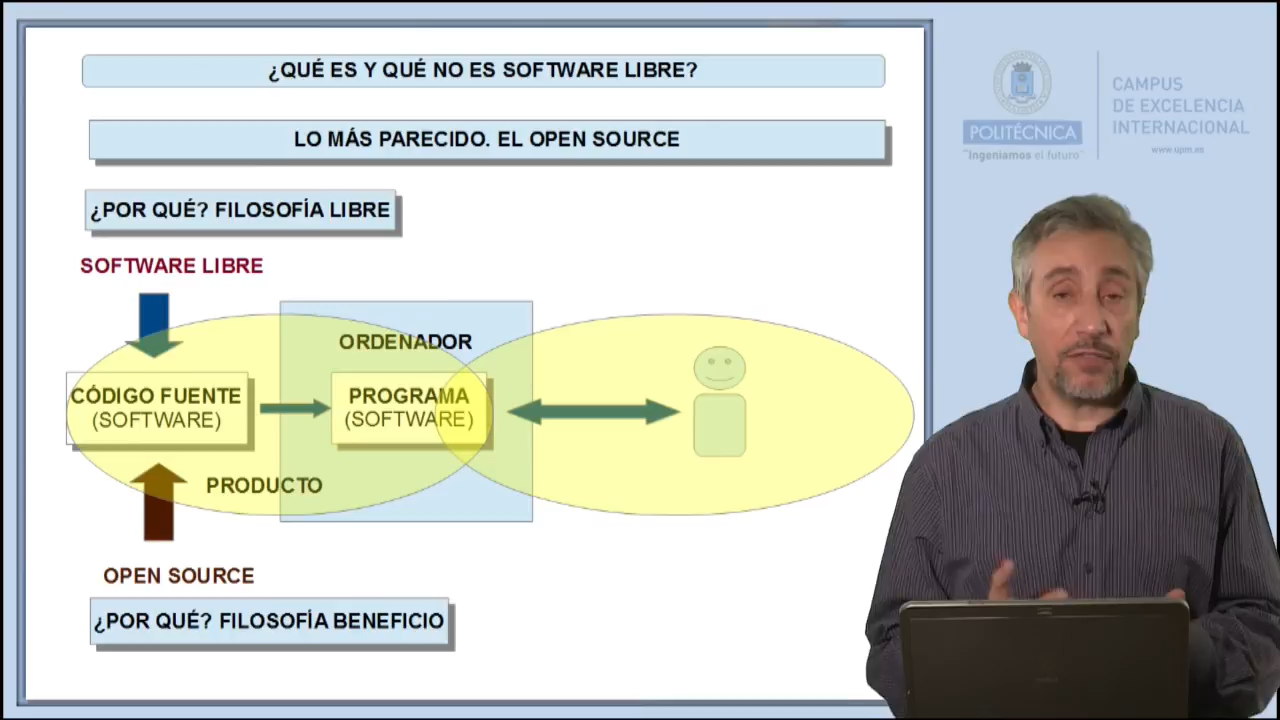 ¿QUÉ ES Y QUÉ NO ES SOFTWARE LIBRE?
LO MÁS PARECIDO. EL OPEN SOURCE
¿POR QUÉ? FILOSOFÍA LIBRE
SOFTWARE LIBRE
ORDENADOR
CÓDIGO FUENTE
(SOFTWARE)
PROGRAMA
(SOFTWARE)
PRODUCTO
OPEN SOURCE
¿POR QUÉ? FILOSOFÍA BENEFICIO
POLITÉCNICA
"Ingeniamos el futuro"
CAMPUS
DE EXCELENCIA
INTERNACIONAL
www.upm.es